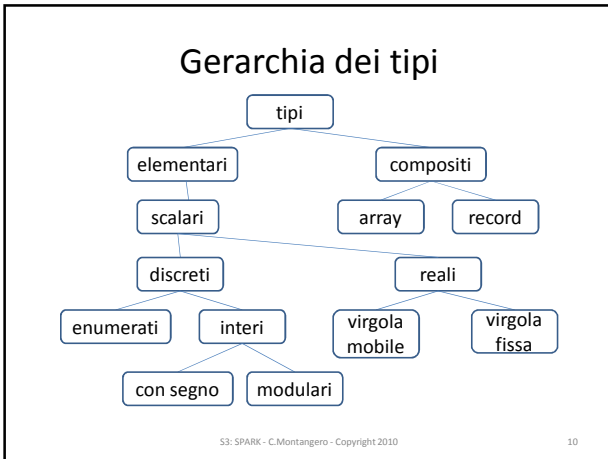 Gerarchia dei tipi
tipi
elementari
compositi
scalari
array
record
discreti
reali
enumerati
interi
virgola
mobile
virgola
fissa
con segno
modulari
S3: SPARK - C.Montangero - Copyright 2010
10